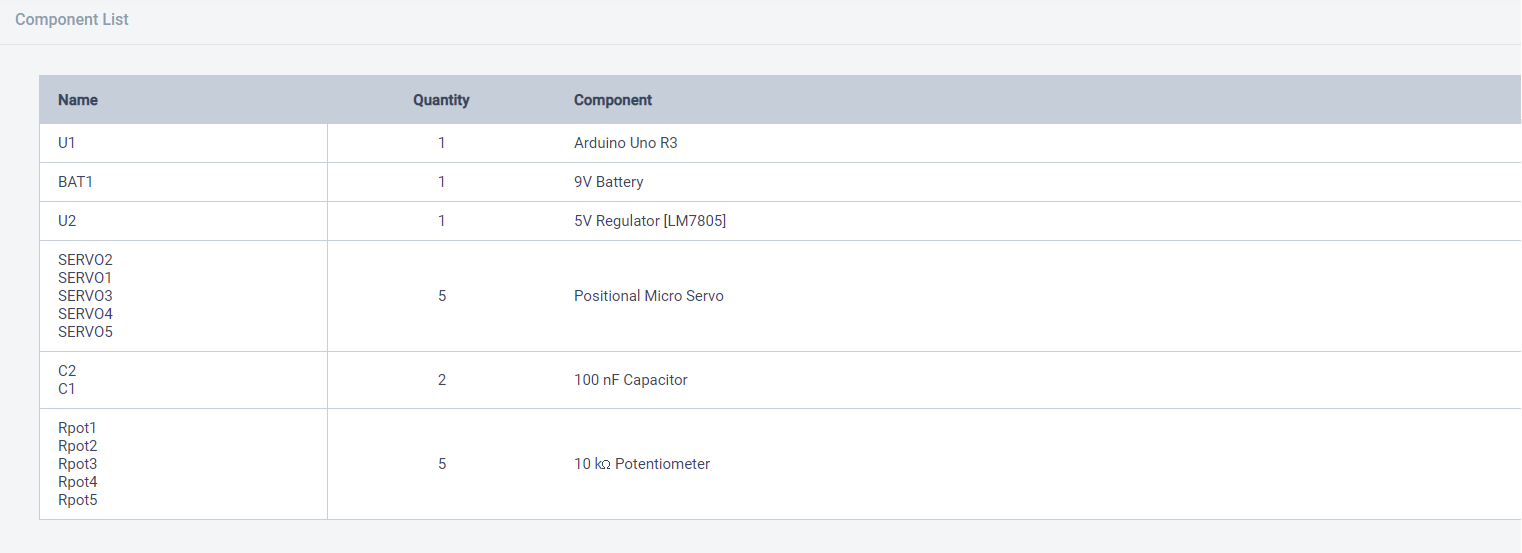 Component List
Name Quantity Component
U1 1 Arduino Uno R3
BAT1 1 9V Battery
U2 1 5V Regulator [LM7805]
SERVO2
SERVO1
SERVO3 5 Positional Micro Servo
SERVO4
SERVO5
C2
C1
2 100 nF Capacitor
Rpot1
Rpot2
Rpot3 5 10 kΩ Potentiometer
Rpot4
Rpot5